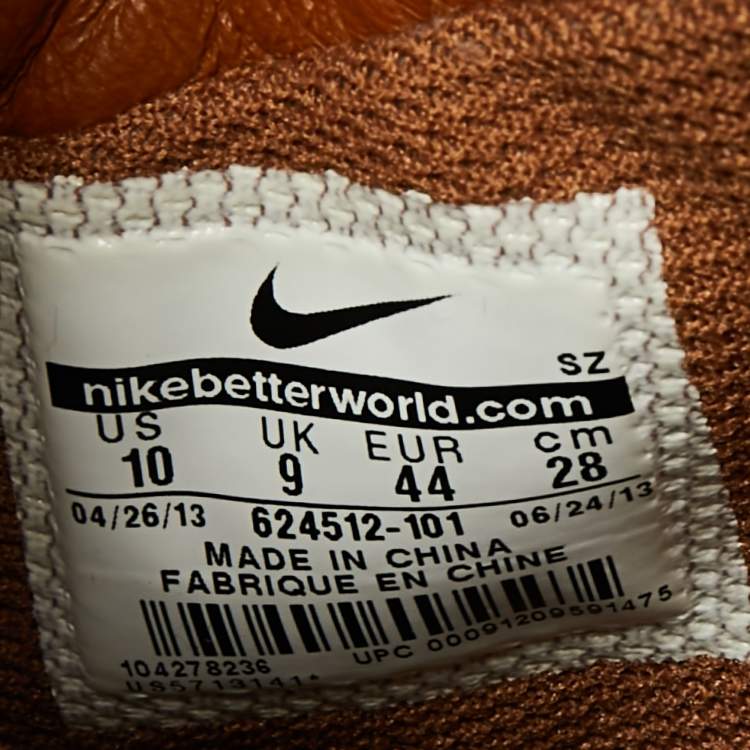 SZ
nikebetterworld.com
US UK EUR cm
10 9 44 28
04/26/13 624512-101 06/24/13
MADE IN CHINA
FABRIQUE EN CHINE
104278236 UPC 00091209591475
US5713141*